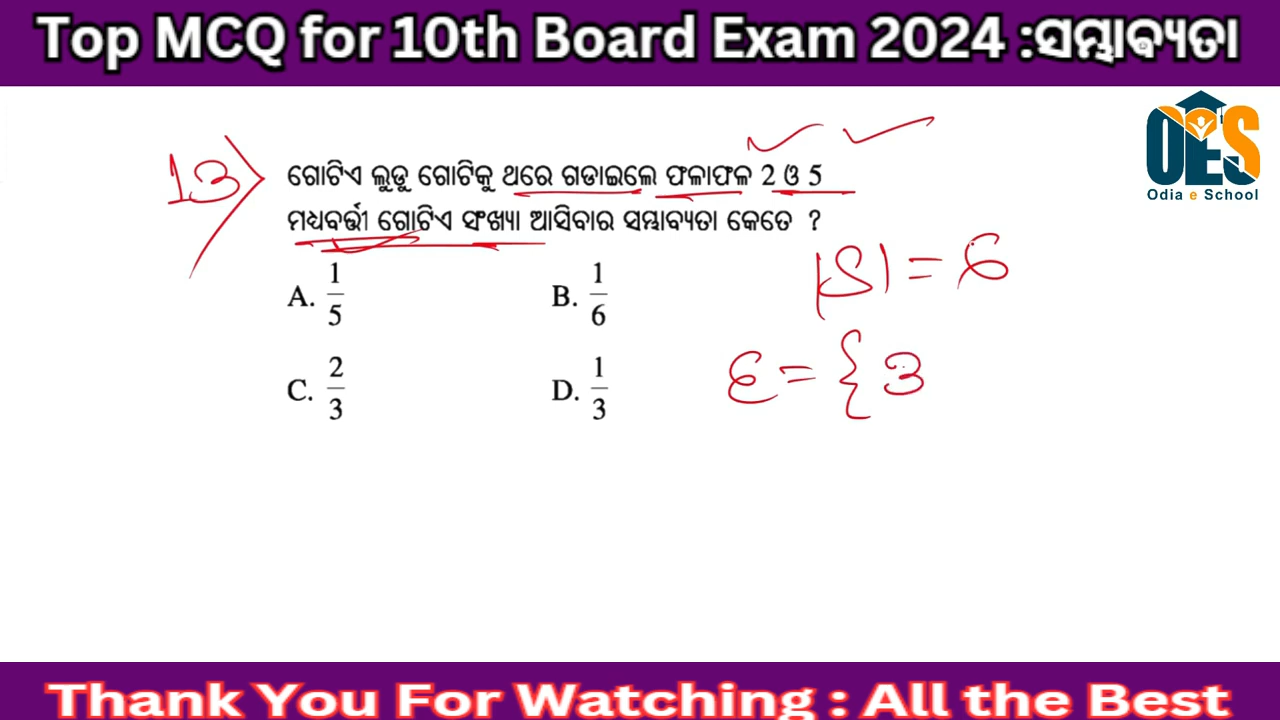 Top MCQ for 10th Board Exam 2024 :ସମ୍ଭାବ୍ୟତା
OES
Odia e School
13
ଗୋଟିଏ ଲୁଡୁ ଗୋଟିକୁ ଥରେ ଗଡାଇଲେ ଫଳାଫଳ 2 ଓ 5
ମଧ୍ୟବର୍ତ୍ତୀ ଗୋଟିଏ ସଂଖ୍ୟା ଆସିବାର ସମ୍ଭାବ୍ୟତା କେତେ ?
|S| = 6
A. 1/5
B. 1/6
E = { 3
C. 2/3
D. 1/3
Thank You For Watching : All the Best